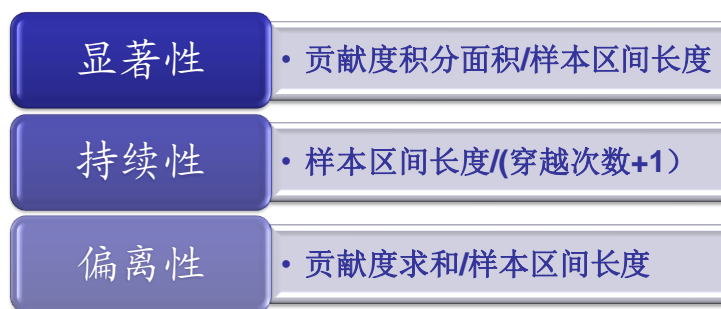 显著性
• 贡献度积分面积/样本区间长度
持续性
• 样本区间长度/(穿越次数+1）
偏离性
• 贡献度求和/样本区间长度